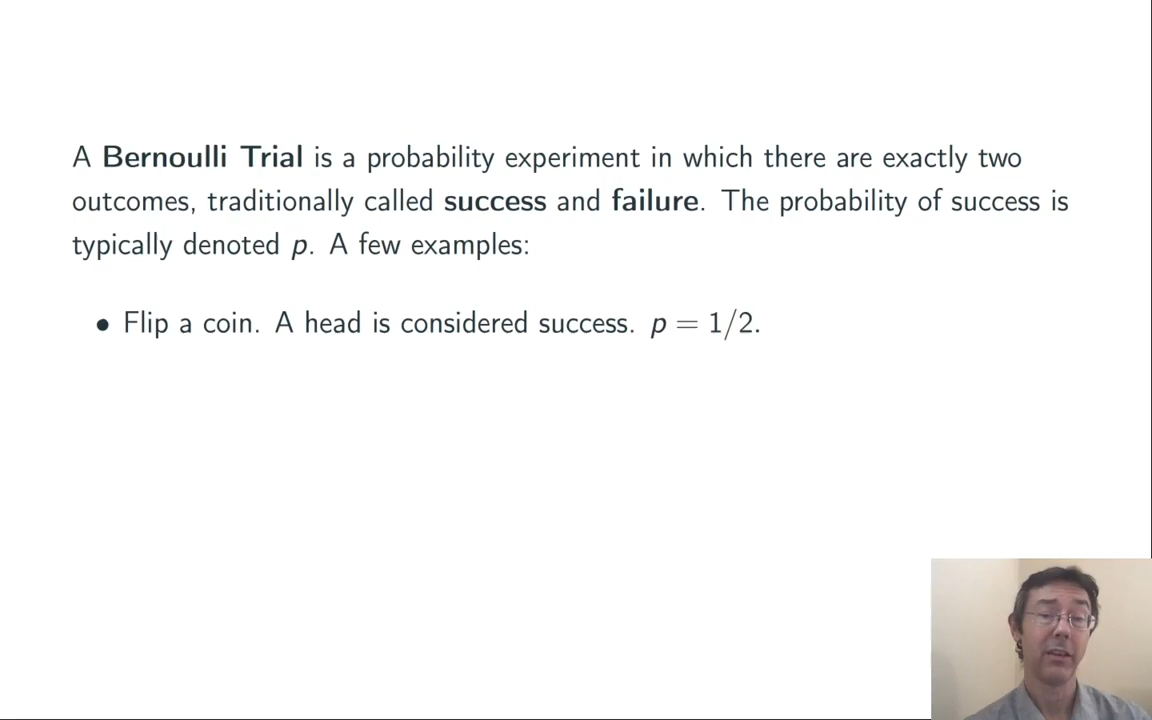 A Bernoulli Trial is a probability experiment in which there are exactly two
outcomes, traditionally called success and failure. The probability of success is
typically denoted p. A few examples:
• Flip a coin. A head is considered success. p = 1/2.